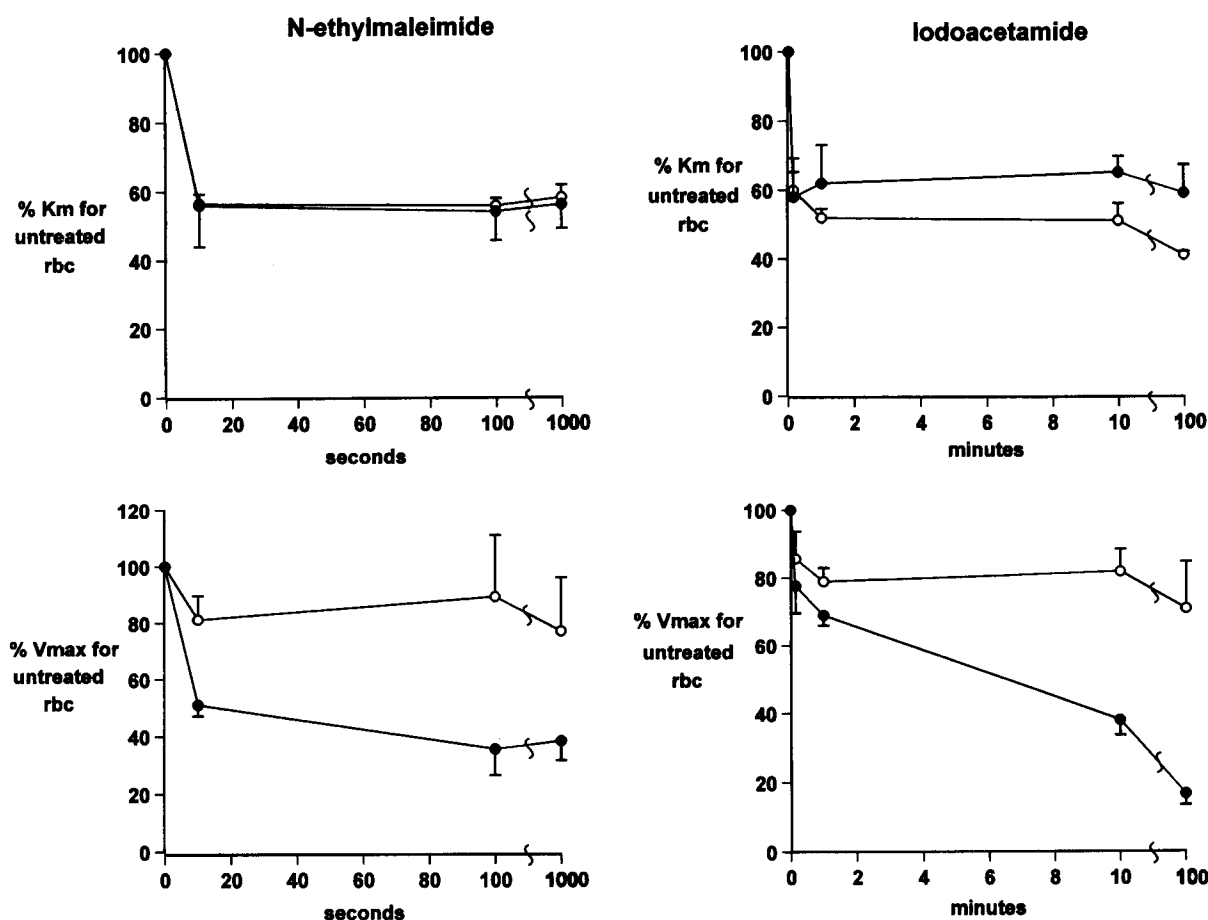 N-ethylmaleimide
100
80
60
40
20
0
% Km for
untreated
rbc
0 20 40 60 80 100 1000
seconds
Iodoacetamide
100
80
60
40
20
0
% Km for
untreated
rbc
0 2 4 6 8 10 100
minutes
120
100
80
60
40
20
0
% Vmax for
untreated
rbc
0 20 40 60 80 100 1000
seconds
100
80
60
40
20
0
% Vmax for
untreated
rbc
0 2 4 6 8 10 100
minutes